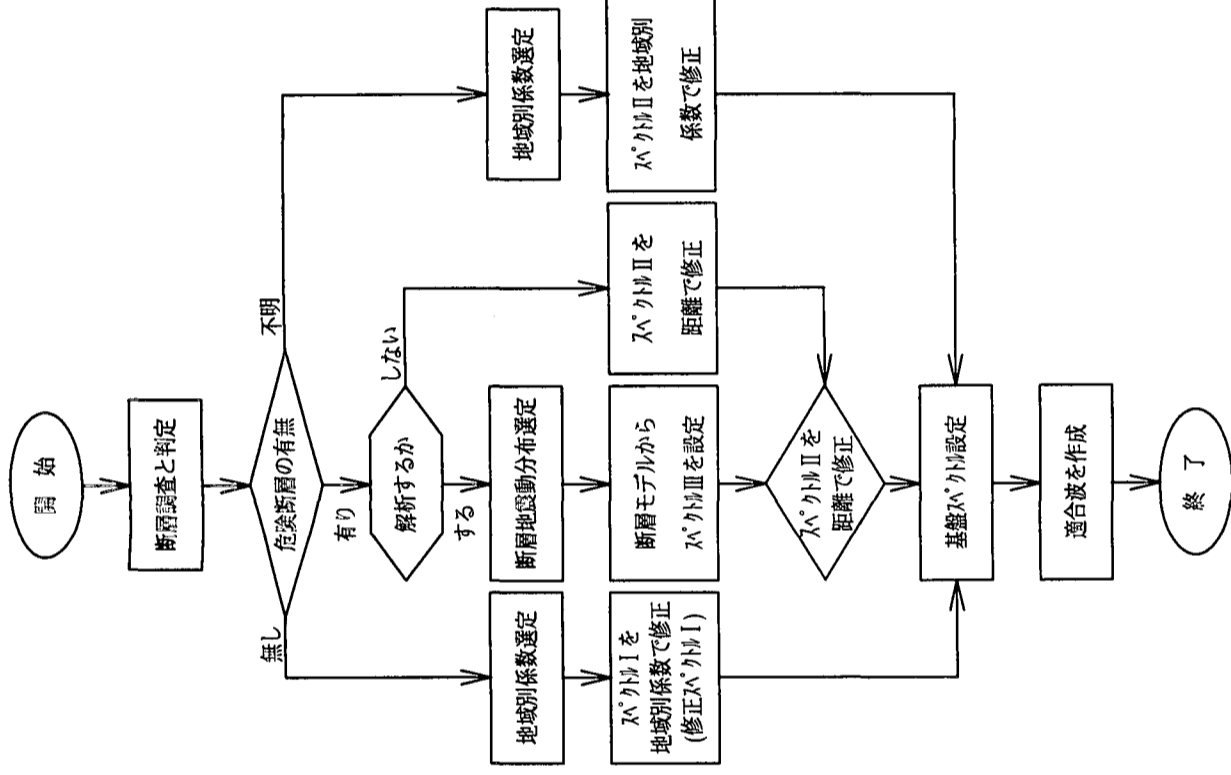 開 始
断層調査と判定
危険断層の有無
無し
有り
不明
解析するか
する
しない
地域別係数選定
断層地震動分布選定
地域別係数選定
スペクトルⅠを
地域別係数で修正
(修正スペクトルⅠ)
断層モデルから
スペクトルⅢを設定
スペクトルⅡを
距離で修正
スペクトルⅡを地域別
係数で修正
スペクトルⅡを
距離で修正
基盤スペクトル設定
適合波を作成
終 了